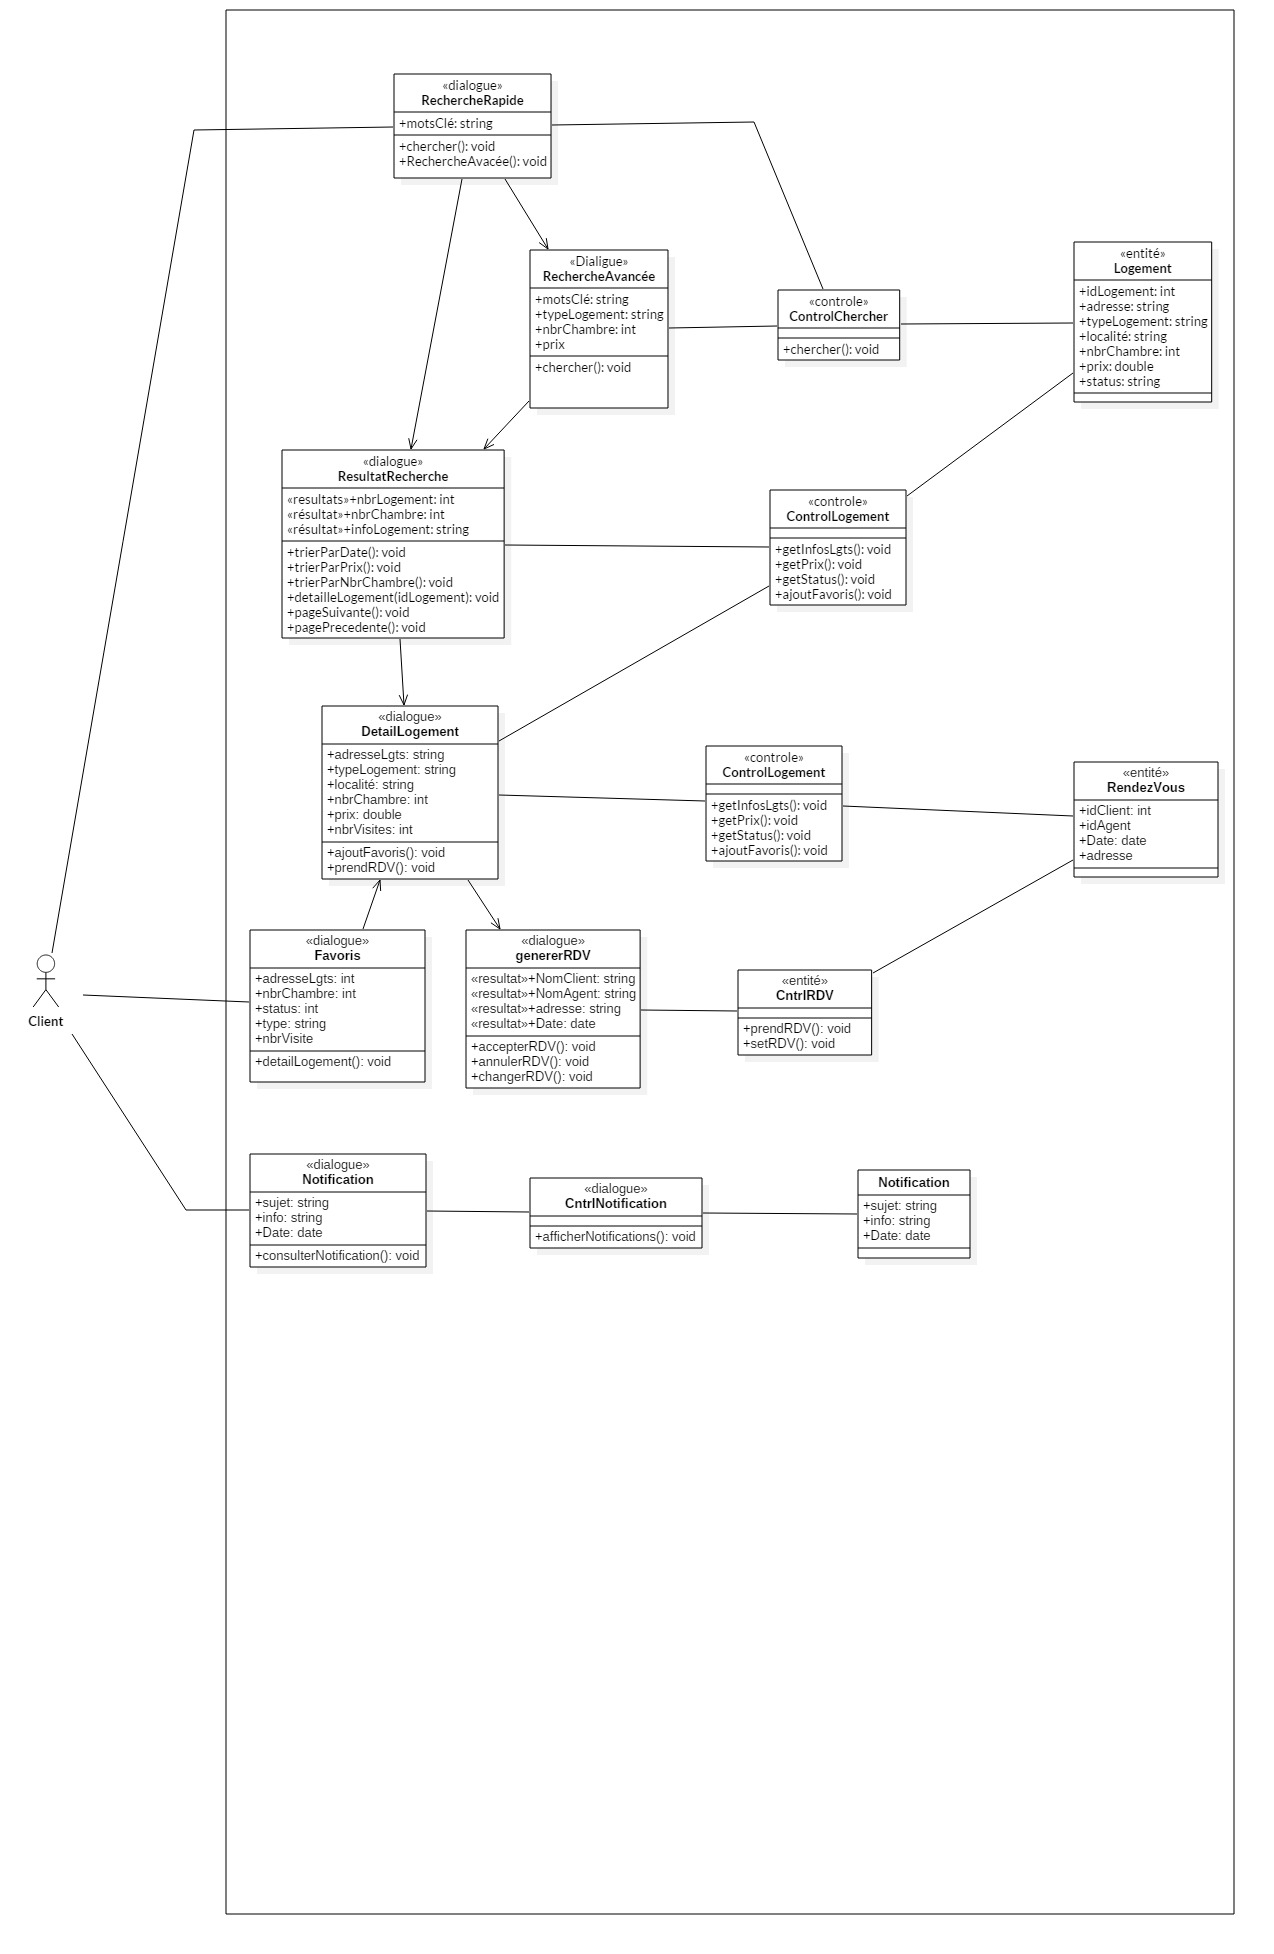 «dialogue»
RechercheRapide
+motsClé: string
+chercher(): void
+RechercheAvacée(): void
«Dialigue»
RechercheAvancée
+motsClé: string
+typeLogement: string
+nbrChambre: int
+prix
+chercher(): void
«controle»
ControlChercher
+chercher(): void
«entité»
Logement
+idLogement: int
+adresse: string
+typeLogement: string
+localité: string
+nbrChambre: int
+prix: double
+status: string
«dialogue»
ResultatRecherche
«resultats»+nbrLogement: int
«résultat»+nbrChambre: int
«résultat»+infoLogement: string
+trierParDate(): void
+trierParPrix(): void
+trierParNbrChambre(): void
+detailleLogement(idLogement): void
+pageSuivante(): void
+pagePrecedente(): void
«controle»
ControlLogement
+getInfosLgts(): void
+getPrix(): void
+getStatus(): void
+ajoutFavoris(): void
«dialogue»
DetailLogement
+adresseLgts: string
+typeLogement: string
+localité: string
+nbrChambre: int
+prix: double
+nbrVisites: int
+ajoutFavoris(): void
+prendRDV(): void
«controle»
ControlLogement
+getInfosLgts(): void
+getPrix(): void
+getStatus(): void
+ajoutFavoris(): void
«entité»
RendezVous
+idClient: int
+idAgent
+Date: date
+adresse
Client
«dialogue»
Favoris
+adresseLgts: int
+nbrChambre: int
+status: int
+type: string
+nbrVisite
+detailLogement(): void
«dialogue»
genererRDV
«resultat»+NomClient: string
«resultat»+NomAgent: string
«resultat»+adresse: string
«resultat»+Date: date
+accepterRDV(): void
+annulerRDV(): void
+changerRDV(): void
«entité»
CntrlRDV
+prendRDV(): void
+setRDV(): void
«dialogue»
Notification
+sujet: string
+info: string
+Date: date
+consulterNotification(): void
«dialogue»
CntrlNotification
+afficherNotifications(): void
Notification
+sujet: string
+info: string
+Date: date